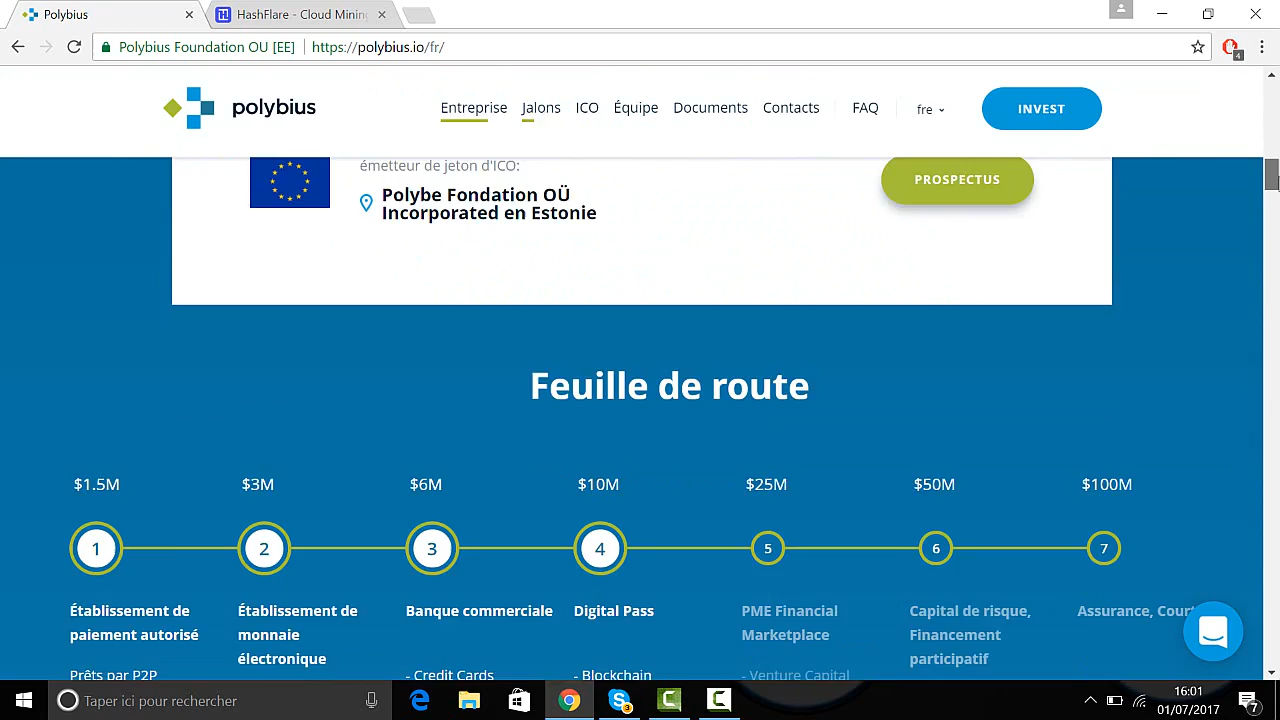 Polybius
HashFlare - Cloud Mining
Polybius Foundation OU [EE]
https://polybius.io/fr/
4
polybius
Entreprise
Jalons
ICO
Équipe
Documents
Contacts
FAQ
fre
INVEST
émetteur de jeton d'ICO:
Polybe Fondation OÜ
Incorporated en Estonie
PROSPECTUS
Feuille de route
$1.5M
$3M
$6M
$10M
$25M
$50M
$100M
1
2
3
4
5
6
7
Établissement de
paiement autorisé
Prêts par P2P
Établissement de
monnaie
électronique
Banque commerciale
- Credit Cards
Digital Pass
- Blockchain
PME Financial
Marketplace
- Venture Capital
Capital de risque,
Financement
participatif
Assurance,
Taper ici pour rechercher
3
16:01
01/07/2017
7